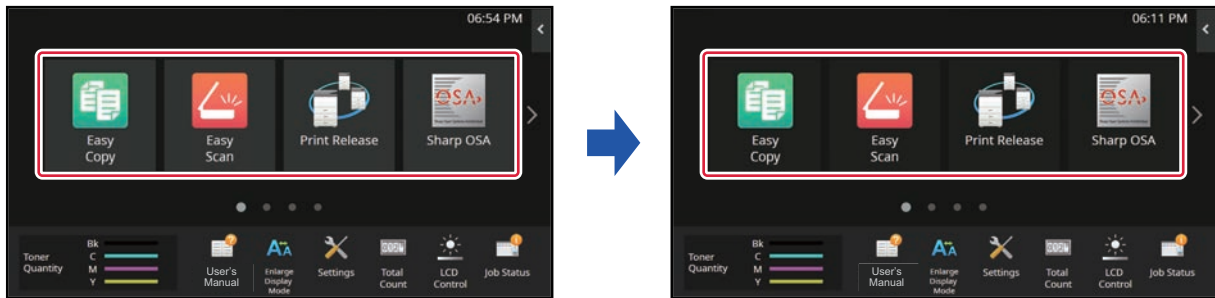 06:54 PM
Easy
Copy
Easy
Scan
Print Release
OSA
Sharp OSA
Toner
Quantity
Bk
C
M
Y
User's
Manual
Enlarge
Display
Mode
Settings
Total
Count
LCD
Control
Job Status
06:11 PM
Easy
Copy
Easy
Scan
Print Release
OSA
Sharp OSA
Toner
Quantity
Bk
C
M
Y
User's
Manual
Enlarge
Display
Mode
Settings
Total
Count
LCD
Control
Job Status